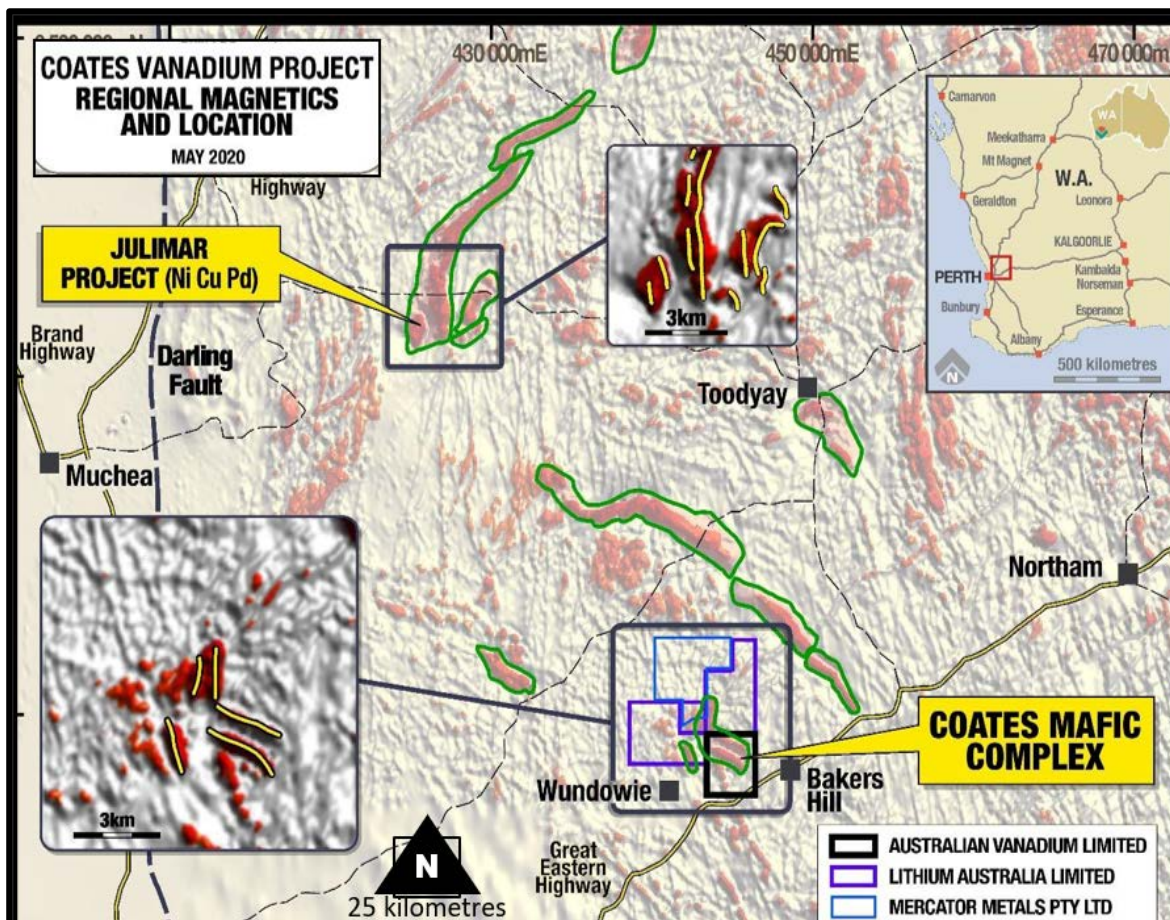 430 000mE
450 000mE
470 000mE
COATES VANADIUM PROJECT
REGIONAL MAGNETICS
AND LOCATION
MAY 2020
Highway
JULIMAR
PROJECT (Ni Cu Pd)
Brand
Highway
Darling
Fault
Muchea
3km
Toodyay
Carnarvon
WA
Meekatharra
Mt Magnet
W.A.
Geraldton
Leonora
KALGOORLIE
PERTH
Kambalda
Norseman
Bunbury
Esperance
Albany
N
500 kilometres
Northam
3km
COATES MAFIC
COMPLEX
Wundowie
Bakers
Hill
Great
Eastern
Highway
N
25 kilometres
AUSTRALIAN VANADIUM LIMITED
LITHIUM AUSTRALIA LIMITED
MERCATOR METALS PTY LTD